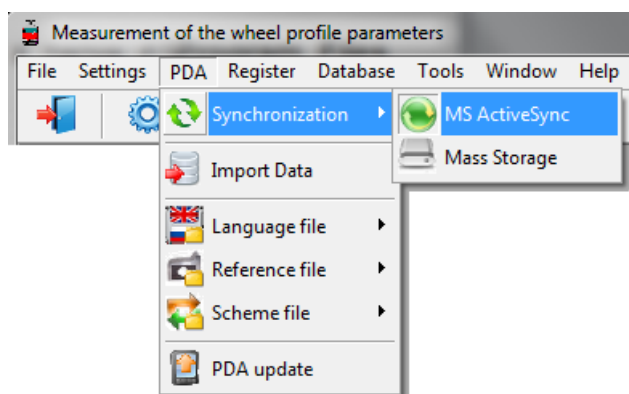 Measurement of the wheel profile parameters
File Settings PDA Register Database Tools Window Help
Synchronization
MS ActiveSync
Mass Storage
Import Data
Language file
Reference file
Scheme file
PDA update